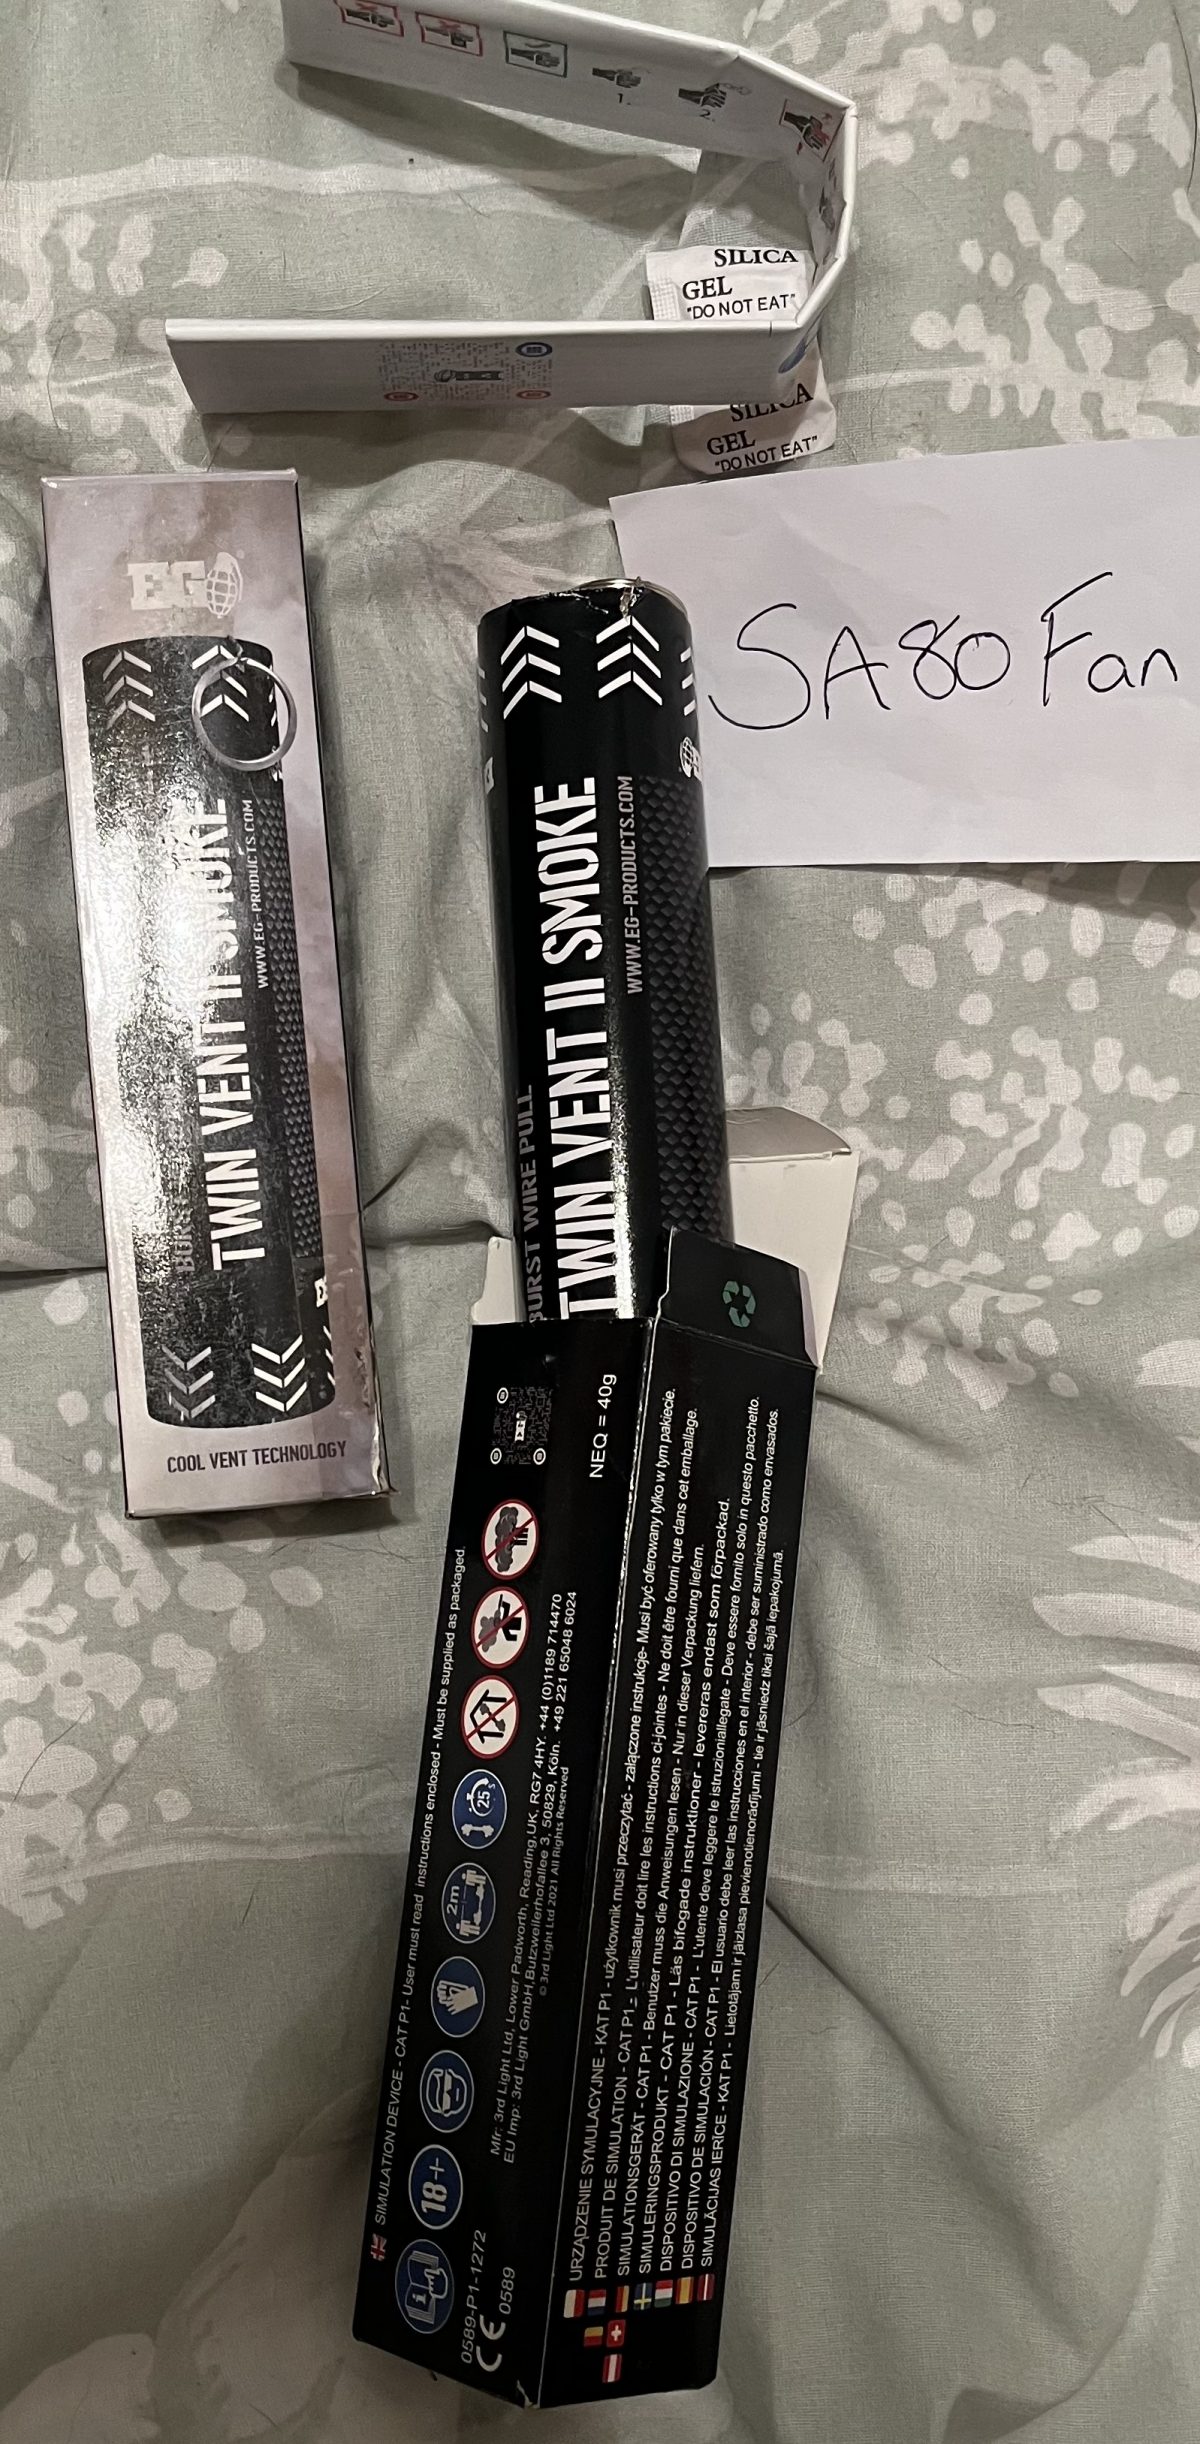 1.
2.
SILICA
GEL
"DO NOT EAT"
SILICA
GEL
"DO NOT EAT"
SA80 Fan
EG
TWIN VENT II SMOKE
WWW.EG-PRODUCTS.COM
COOL VENT TECHNOLOGY
BURST WIRE PULL
TWIN VENT II SMOKE
WWW.EG-PRODUCTS.COM
SIMULATION DEVICE - CAT P1- User must read instructions enclosed - Must be supplied as packaged.
18+
2m
25 s
0589-P1-1272
CE 0589
Mfr: 3rd Light Ltd, Lower Padworth, Reading,UK, RG7 4HY. +44 (0)1189 714470
EU Imp: 3rd Light GmbH,Butzweilerhofallee 3, 50829, Köln. +49 221 65048 6024
© 3rd Light Ltd 2021 All Rights Reserved
NEQ = 40g
URZĄDZENIE SYMULACYJNE - KAT P1 - użytkownik musi przeczytać - załączone instrukcje- Musi być oferowany tylko w tym pakiecie.
PRODUIT DE SIMULATION - CAT P1 - L'utilisateur doit lire les instructions ci-jointes - Ne doit être fourni que dans cet emballage.
SIMULATIONSGERÄT - CAT P1 - Benutzer muss die Anweisungen lesen - Nur in dieser Verpackung liefern.
SIMULERINGSPRODUKT - CAT P1 - Läs bifogade instruktioner - levereras endast som förpackad.
DISPOSITIVO DI SIMULAZIONE - CAT P1 - L'utente deve leggere le istruzioniallegate - Deve essere fornito solo in questo pacchetto.
DISPOSITIVO DE SIMULACIÓN - CAT P1 - El usuario debe leer las instrucciones en el interior - debe ser suministrado como envasados.
SIMULĀCIJAS IERĪCE - KAT P1 - Lietotājam ir jāizlasa pievienotienorādījumi - tie ir jāsniedz tikai šajā iepakojumā.